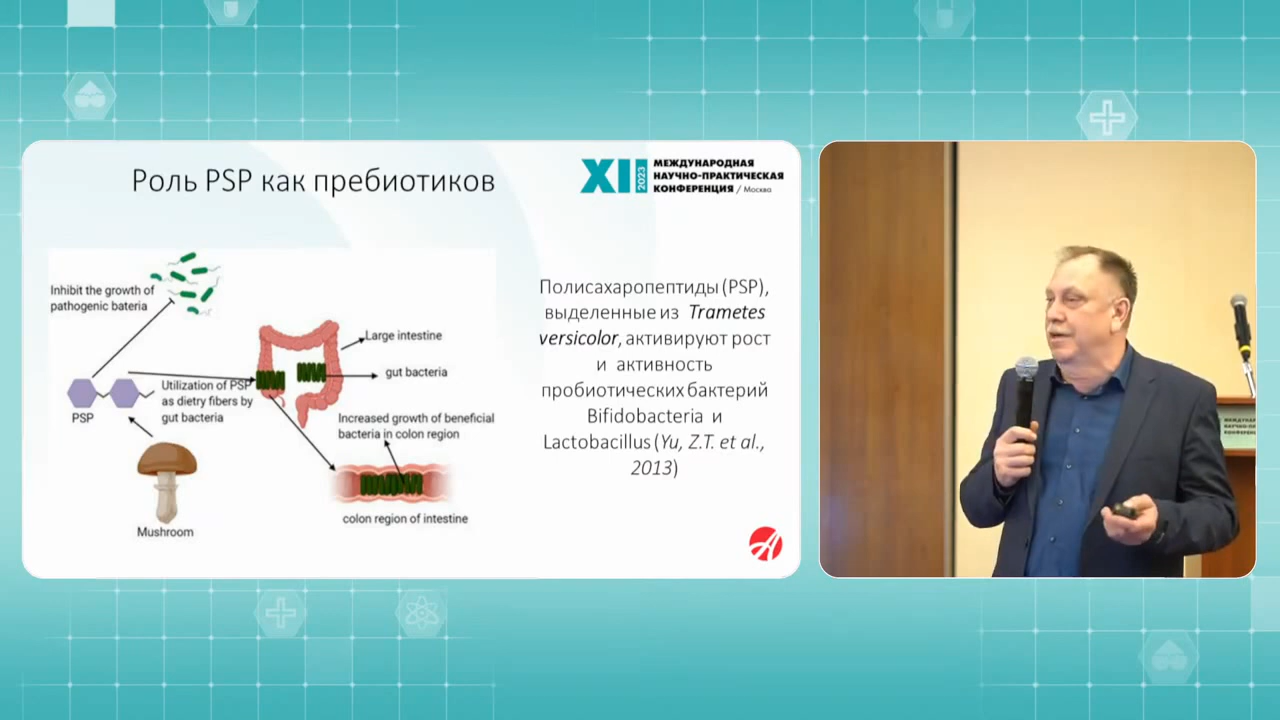 Роль PSP как пребиотиков
XII 2023
МЕЖДУНАРОДНАЯ
НАУЧНО-ПРАКТИЧЕСКАЯ
КОНФЕРЕНЦИЯ / Москва
Inhibit the growth of
pathogenic bateria
PSP
Utilization of PSP
as dietry fibers by
gut bacteria
Mushroom
Large intestine
gut bacteria
Increased growth of beneficial
bacteria in colon region
colon region of intestine
Полисахаропептиды (PSP),
выделенные из Trametes
versicolor, активируют рост
и активность
пробиотических бактерий
Bifidobacteria и
Lactobacillus (Yu, Z.T. et al.,
2013)